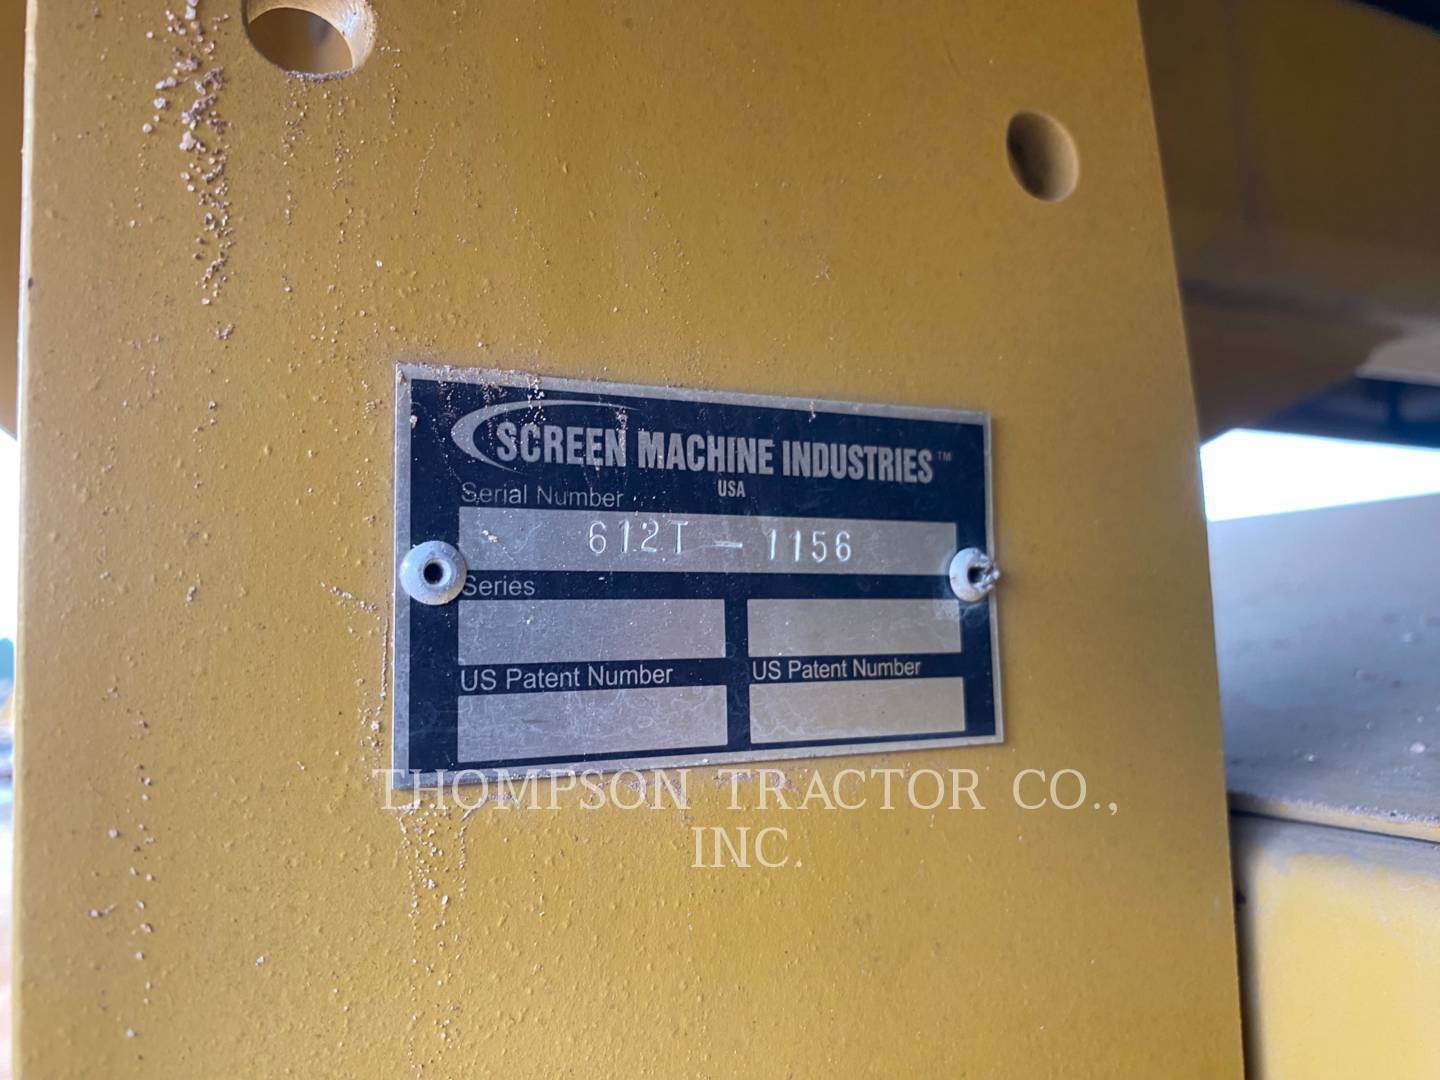 SCREEN MACHINE INDUSTRIES™
USA
Serial Number
612T - 1156
Series
US Patent Number US Patent Number
THOMPSON TRACTOR CO.,
INC.